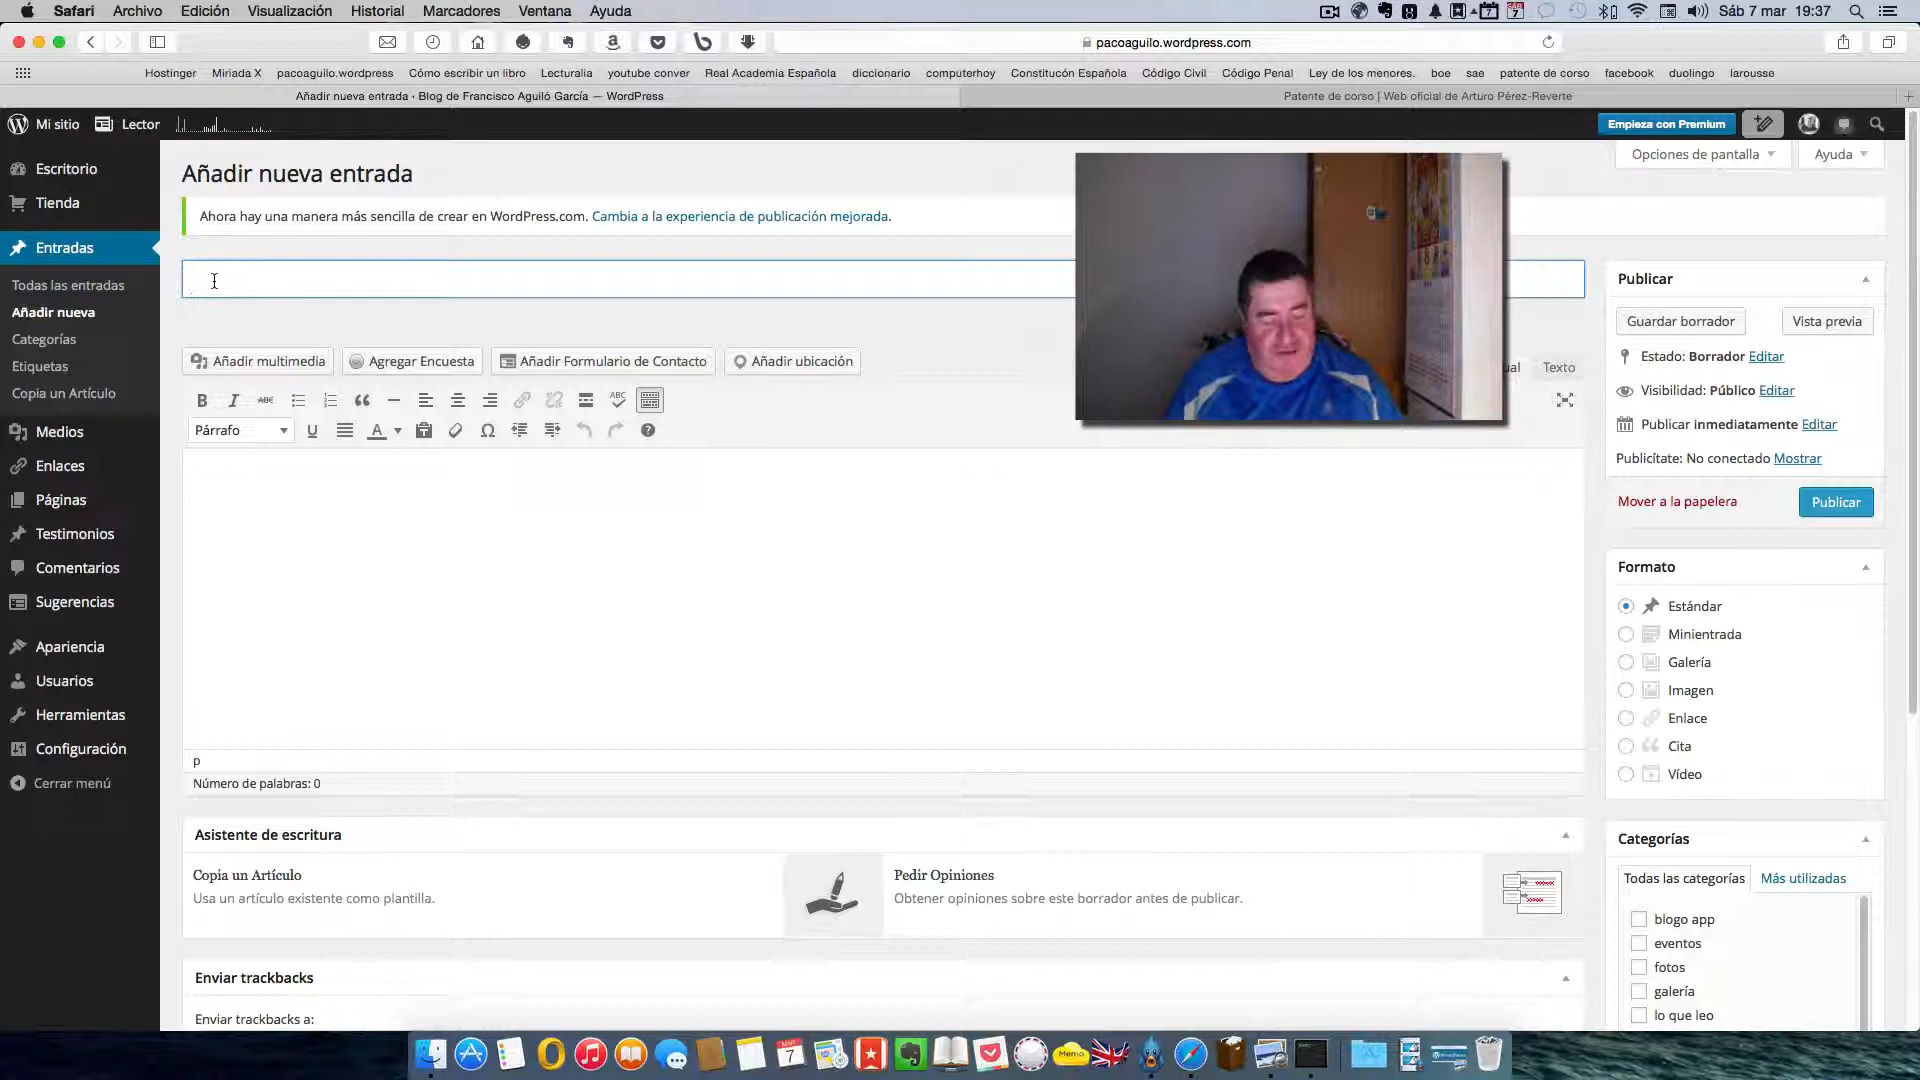 Safari Archivo Edición Visualización Historial Marcadores Ventana Ayuda Sáb 7 mar 19:37
pacoaguilo.wordpress.com
Hostinger Miriada X pacoaguilo.wordpress Cómo escribir un libro Lecturalia youtube conver Real Academia Española diccionario computerhoy Constitucón Española Código Civil Código Penal Ley de los menores. boe sae patente de corso facebook duolingo larousse
Añadir nueva entrada · Blog de Francisco Aguiló García — WordPress Patente de corso | Web oficial de Arturo Pérez-Reverte
Mi sitio Lector Empieza con Premium
Escritorio
Tienda
Entradas
Todas las entradas
Añadir nueva
Categorías
Etiquetas
Copia un Artículo
Medios
Enlaces
Páginas
Testimonios
Comentarios
Sugerencias
Apariencia
Usuarios
Herramientas
Configuración
Cerrar menú
Opciones de pantalla Ayuda
Añadir nueva entrada
Ahora hay una manera más sencilla de crear en WordPress.com. Cambia a la experiencia de publicación mejorada.
Añadir multimedia Agregar Encuesta Añadir Formulario de Contacto Añadir ubicación
ual Texto
B I ABC ABC
Párrafo U A Ω
p
Número de palabras: 0
Asistente de escritura
Copia un Artículo
Usa un artículo existente como plantilla.
Pedir Opiniones
Obtener opiniones sobre este borrador antes de publicar.
Enviar trackbacks
Enviar trackbacks a:
Publicar
Guardar borrador Vista previa
Estado: Borrador Editar
Visibilidad: Público Editar
Publicar inmediatamente Editar
Publicítate: No conectado Mostrar
Mover a la papelera Publicar
Formato
Estándar
Minientrada
Galería
Imagen
Enlace
Cita
Vídeo
Categorías
Todas las categorías Más utilizadas
blogo app
eventos
fotos
galería
lo que leo
MAR
7
Memo